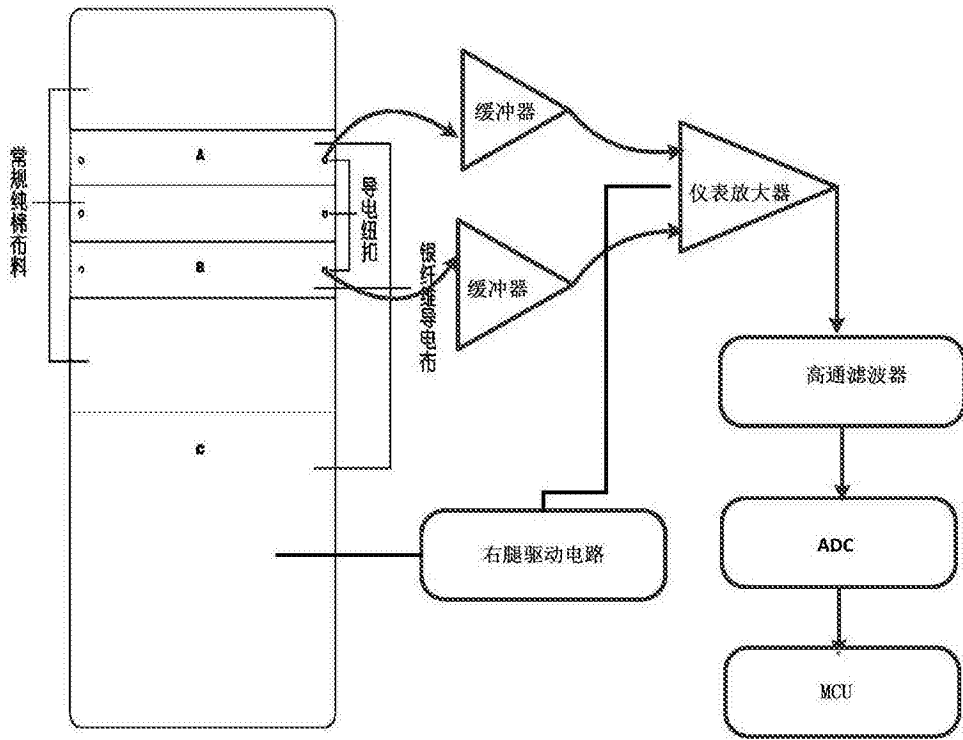 常规纯棉布料
A
B
C
导电纽扣
银纤维导电布
缓冲器
缓冲器
仪表放大器
高通滤波器
右腿驱动电路
ADC
MCU